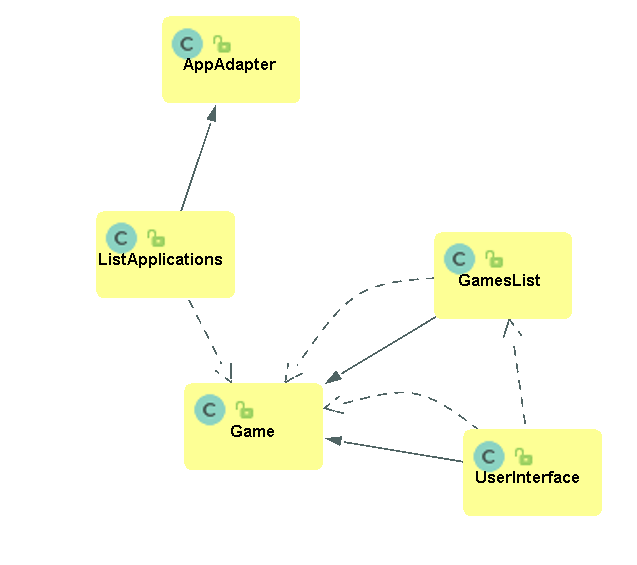 C
AppAdapter
C
ListApplications
C
GamesList
C
Game
C
UserInterface